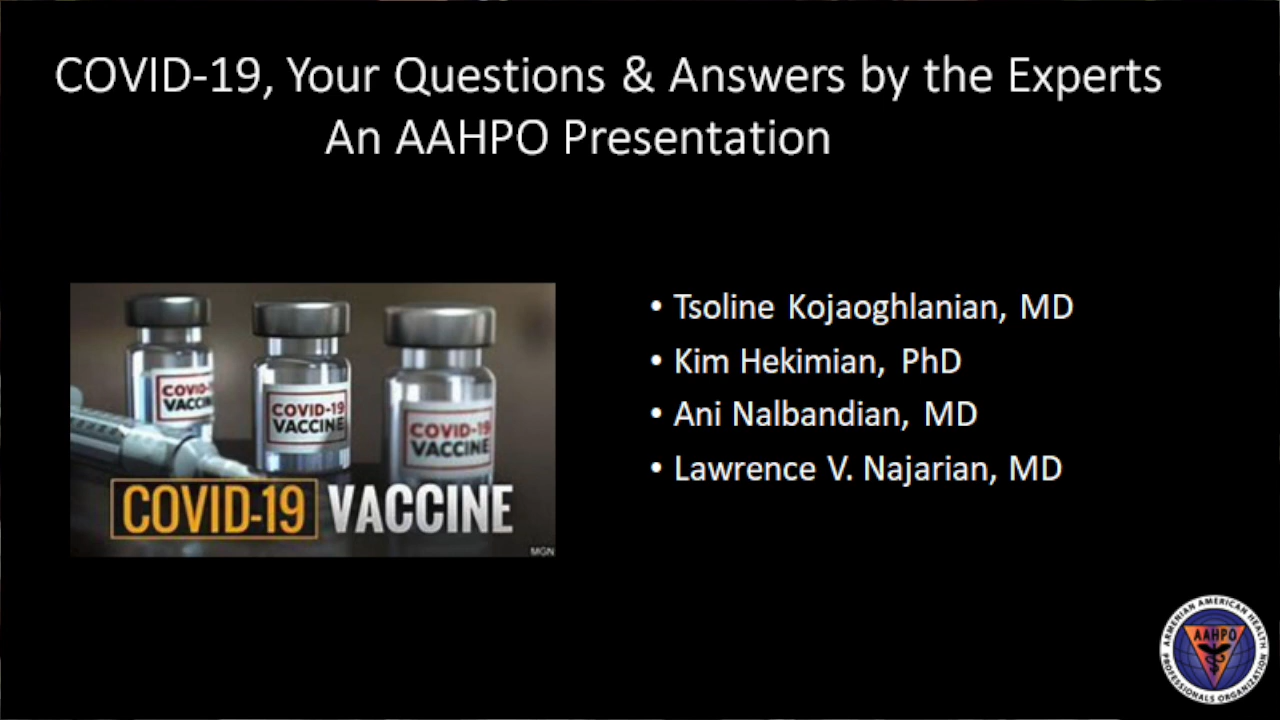 COVID-19, Your Questions & Answers by the Experts
An AAHPO Presentation
COVID-19
VACCINE
COVID-19
VACCINE
COVID-19
VACCINE
COVID-19 VACCINE
MGN
• Tsoline Kojaoghlanian, MD
• Kim Hekimian, PhD
• Ani Nalbandian, MD
• Lawrence V. Najarian, MD
ARMENIAN AMERICAN HEALTH
AAHPO
PROFESSIONALS ORGANIZATION